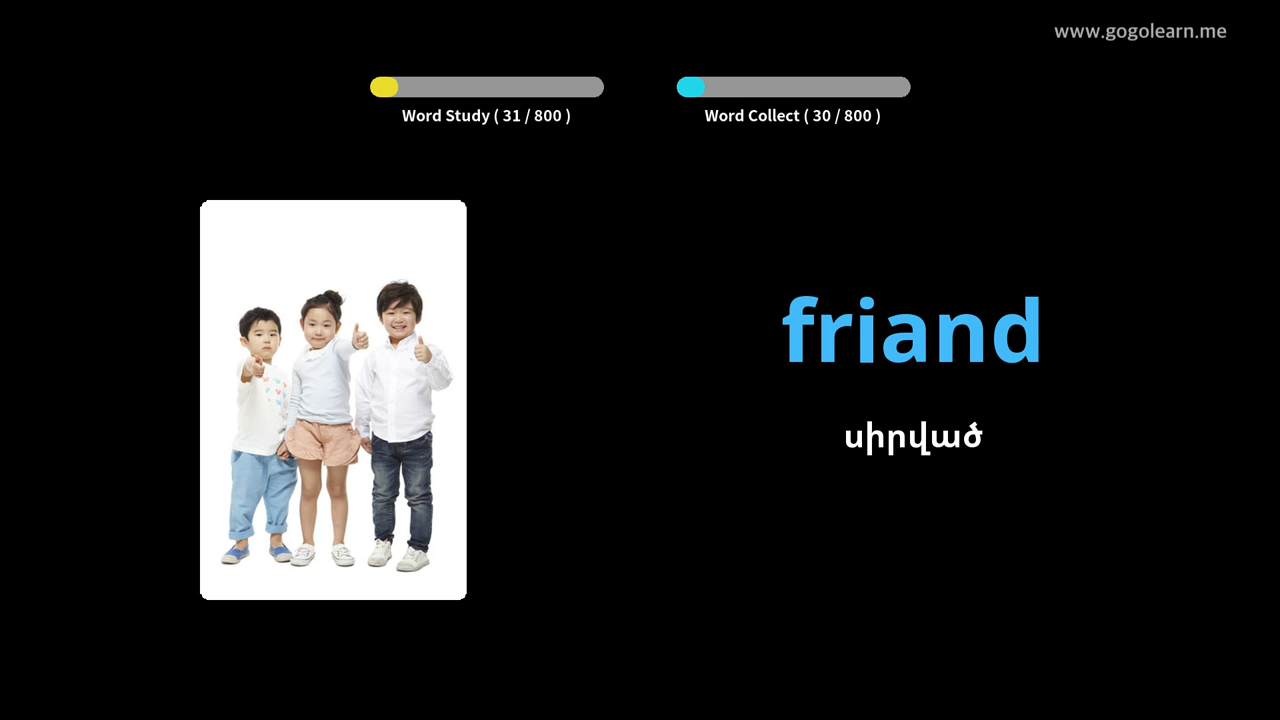 www.gogolearn.me
Word Study ( 31 / 800 )
Word Collect ( 30 / 800 )
friand
սիրված